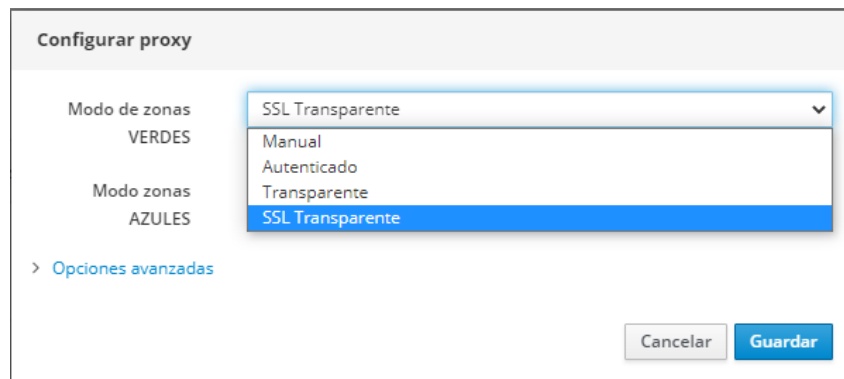 Configurar proxy
Modo de zonas
VERDES
SSL Transparente
Manual
Autenticado
Transparente
SSL Transparente
Modo zonas
AZULES
Opciones avanzadas
Cancelar
Guardar